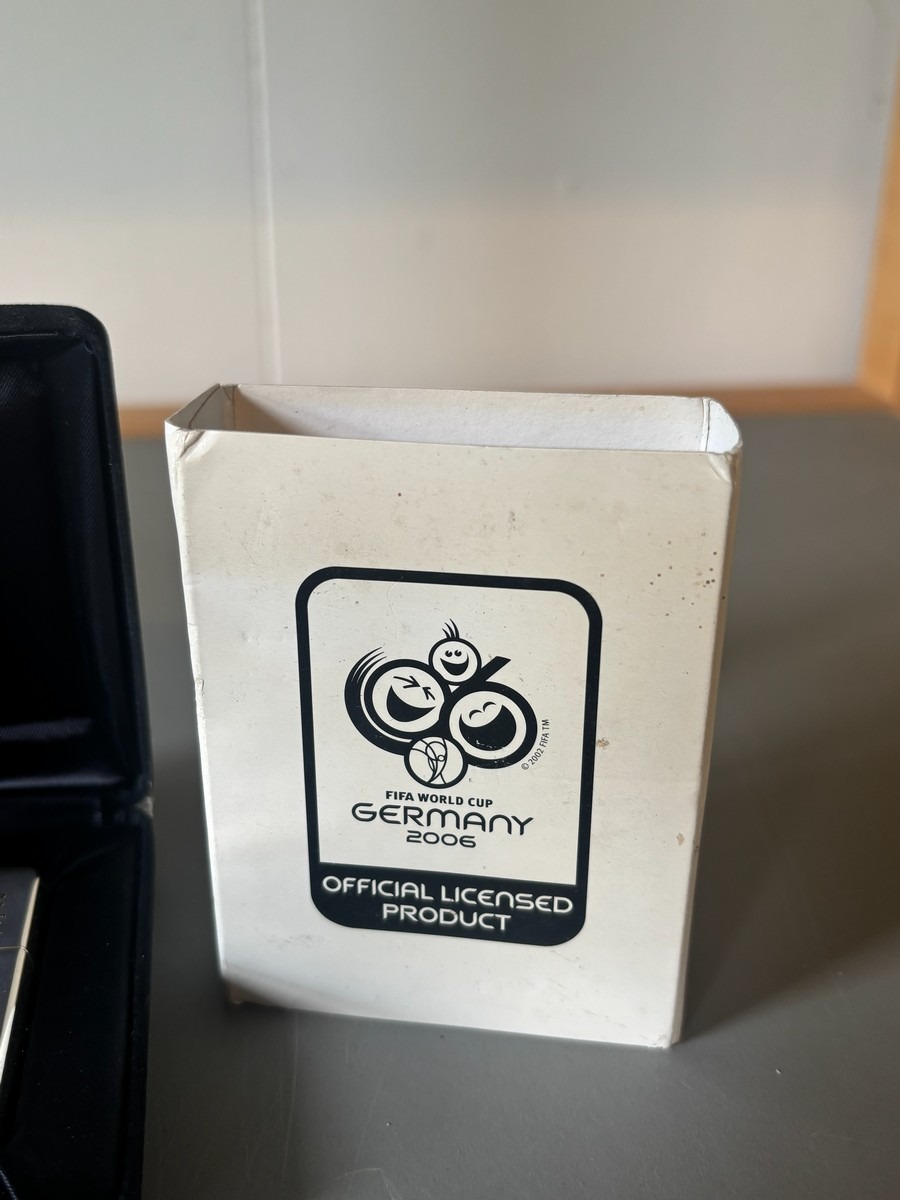 © 2002 FIFA TM
FIFA WORLD CUP
GERMANY
2006
OFFICIAL LICENSED
PRODUCT